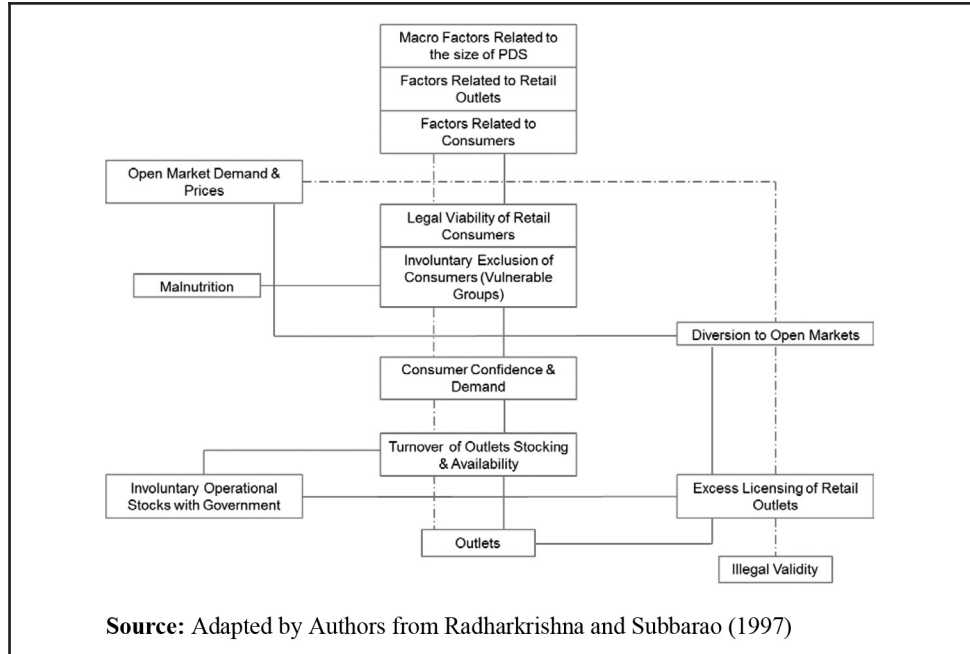 Macro Factors Related to
the size of PDS
Factors Related to Retail
Outlets
Factors Related to
Consumers
Open Market Demand &
Prices
Legal Viability of Retail
Consumers
Involuntary Exclusion of
Consumers (Vulnerable
Groups)
Malnutrition
Diversion to Open Markets
Consumer Confidence &
Demand
Turnover of Outlets Stocking
& Availability
Involuntary Operational
Stocks with Government
Excess Licensing of Retail
Outlets
Outlets
Illegal Validity
Source: Adapted by Authors from Radharkrishna and Subbarao (1997)